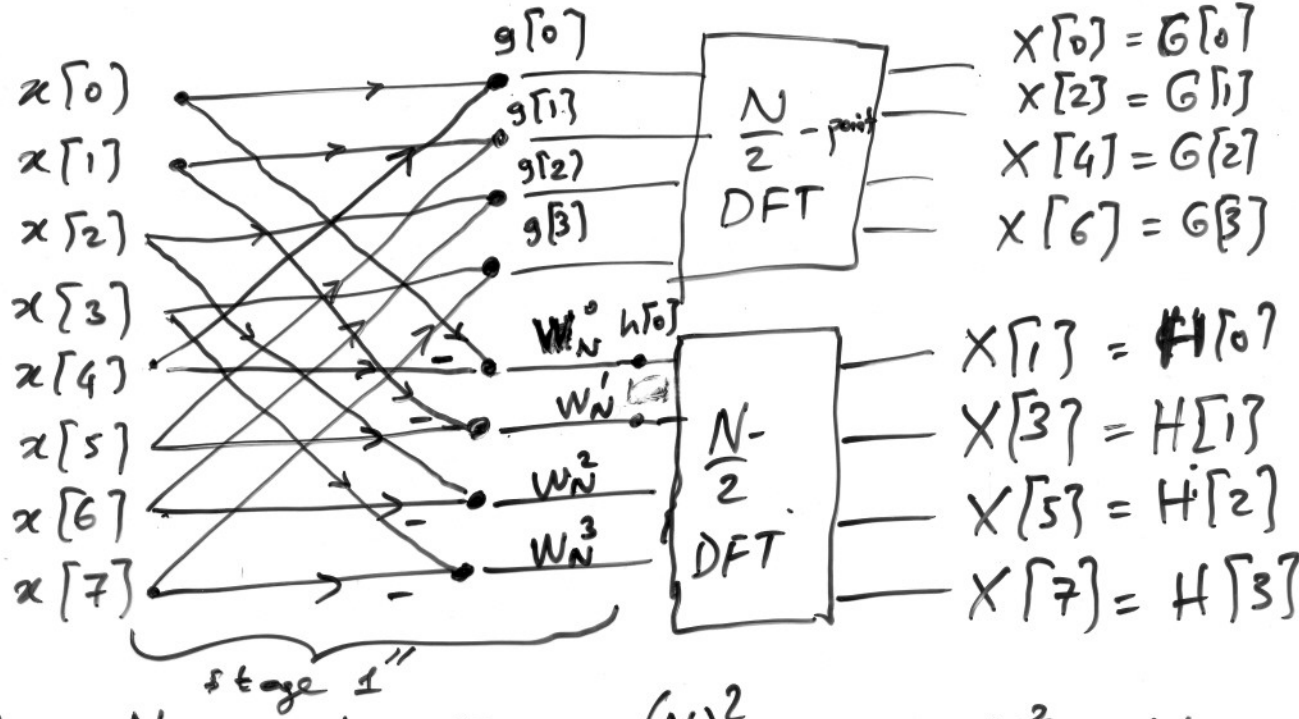 x[0]
x[1]
x[2]
x[3]
x[4]
x[5]
x[6]
x[7]
g[0]
g[1]
g[2]
g[3]
W_N^0 h[0]
W_N^1
W_N^2
W_N^3
-
-
-
-
N/2 - point
DFT
N/2 -
DFT
X[0] = G[0]
X[2] = G[1]
X[4] = G[2]
X[6] = G[3]
X[1] = H[0]
X[3] = H[1]
X[5] = H[2]
X[7] = H[3]
stage 1"